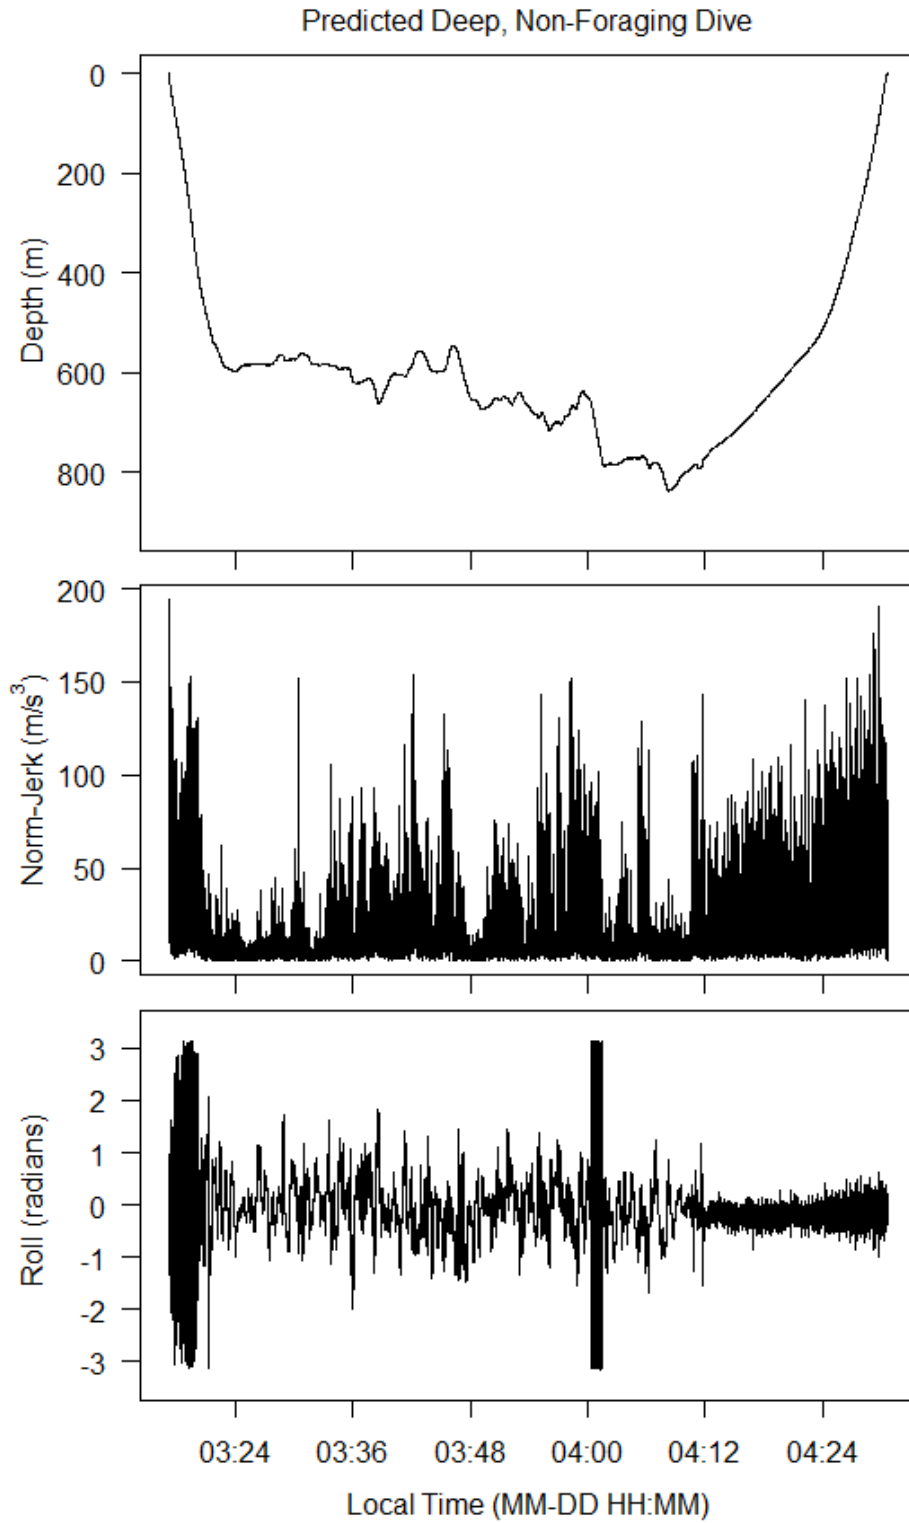 Predicted Deep, Non-Foraging Dive
Depth (m)
0
200
400
600
800
Norm-Jerk (m/s³)
200
150
100
50
0
Roll (radians)
3
2
1
0
-1
-2
-3
03:24 03:36 03:48 04:00 04:12 04:24
Local Time (MM-DD HH:MM)